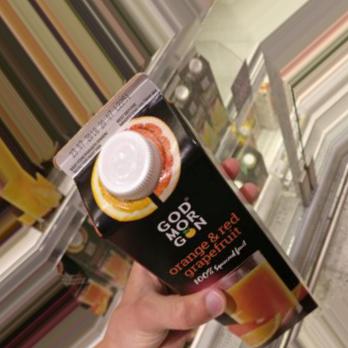 GOD
MOR
GON
orange & red
grapefruit
100% Squeezed fruit